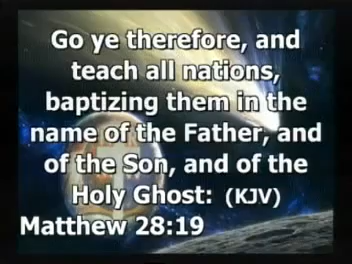 Go ye therefore, and
teach all nations,
baptizing them in the
name of the Father, and
of the Son, and of the
Holy Ghost: (KJV)
Matthew 28:19